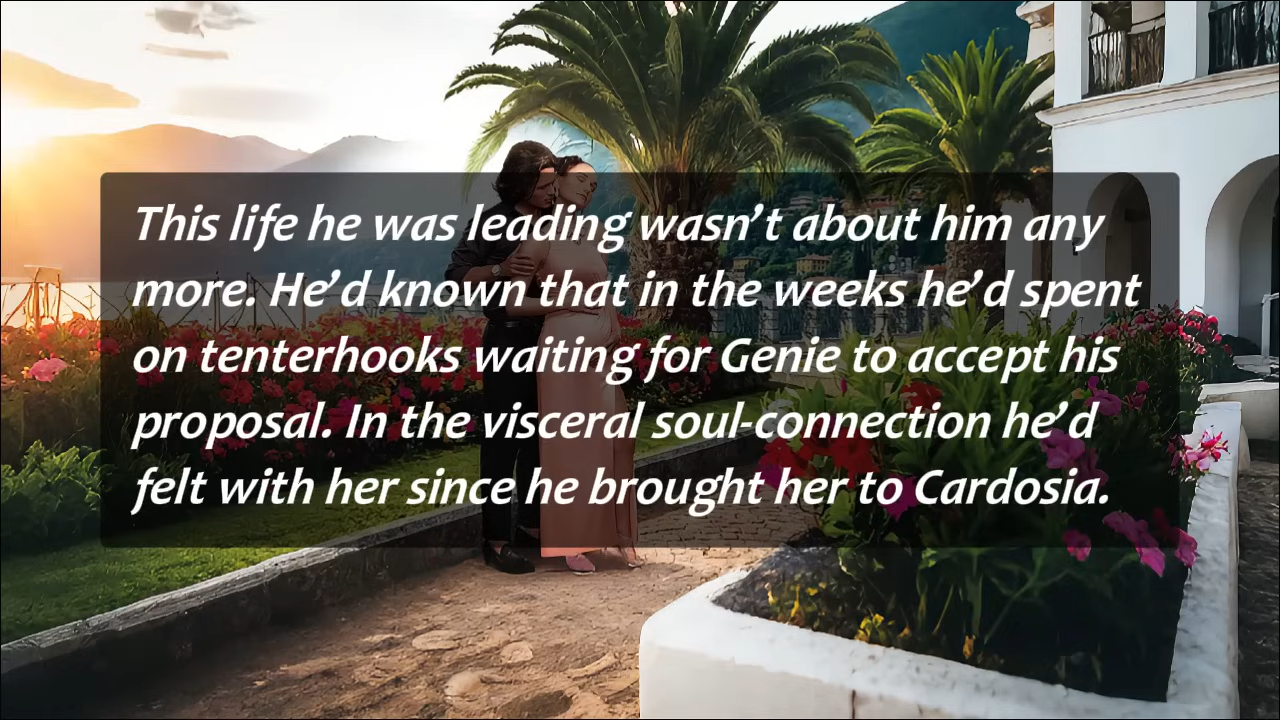 This life he was leading wasn’t about him any
more. He’d known that in the weeks he’d spent
on tenterhooks waiting for Genie to accept his
proposal. In the visceral soul-connection he’d
felt with her since he brought her to Cardosia.